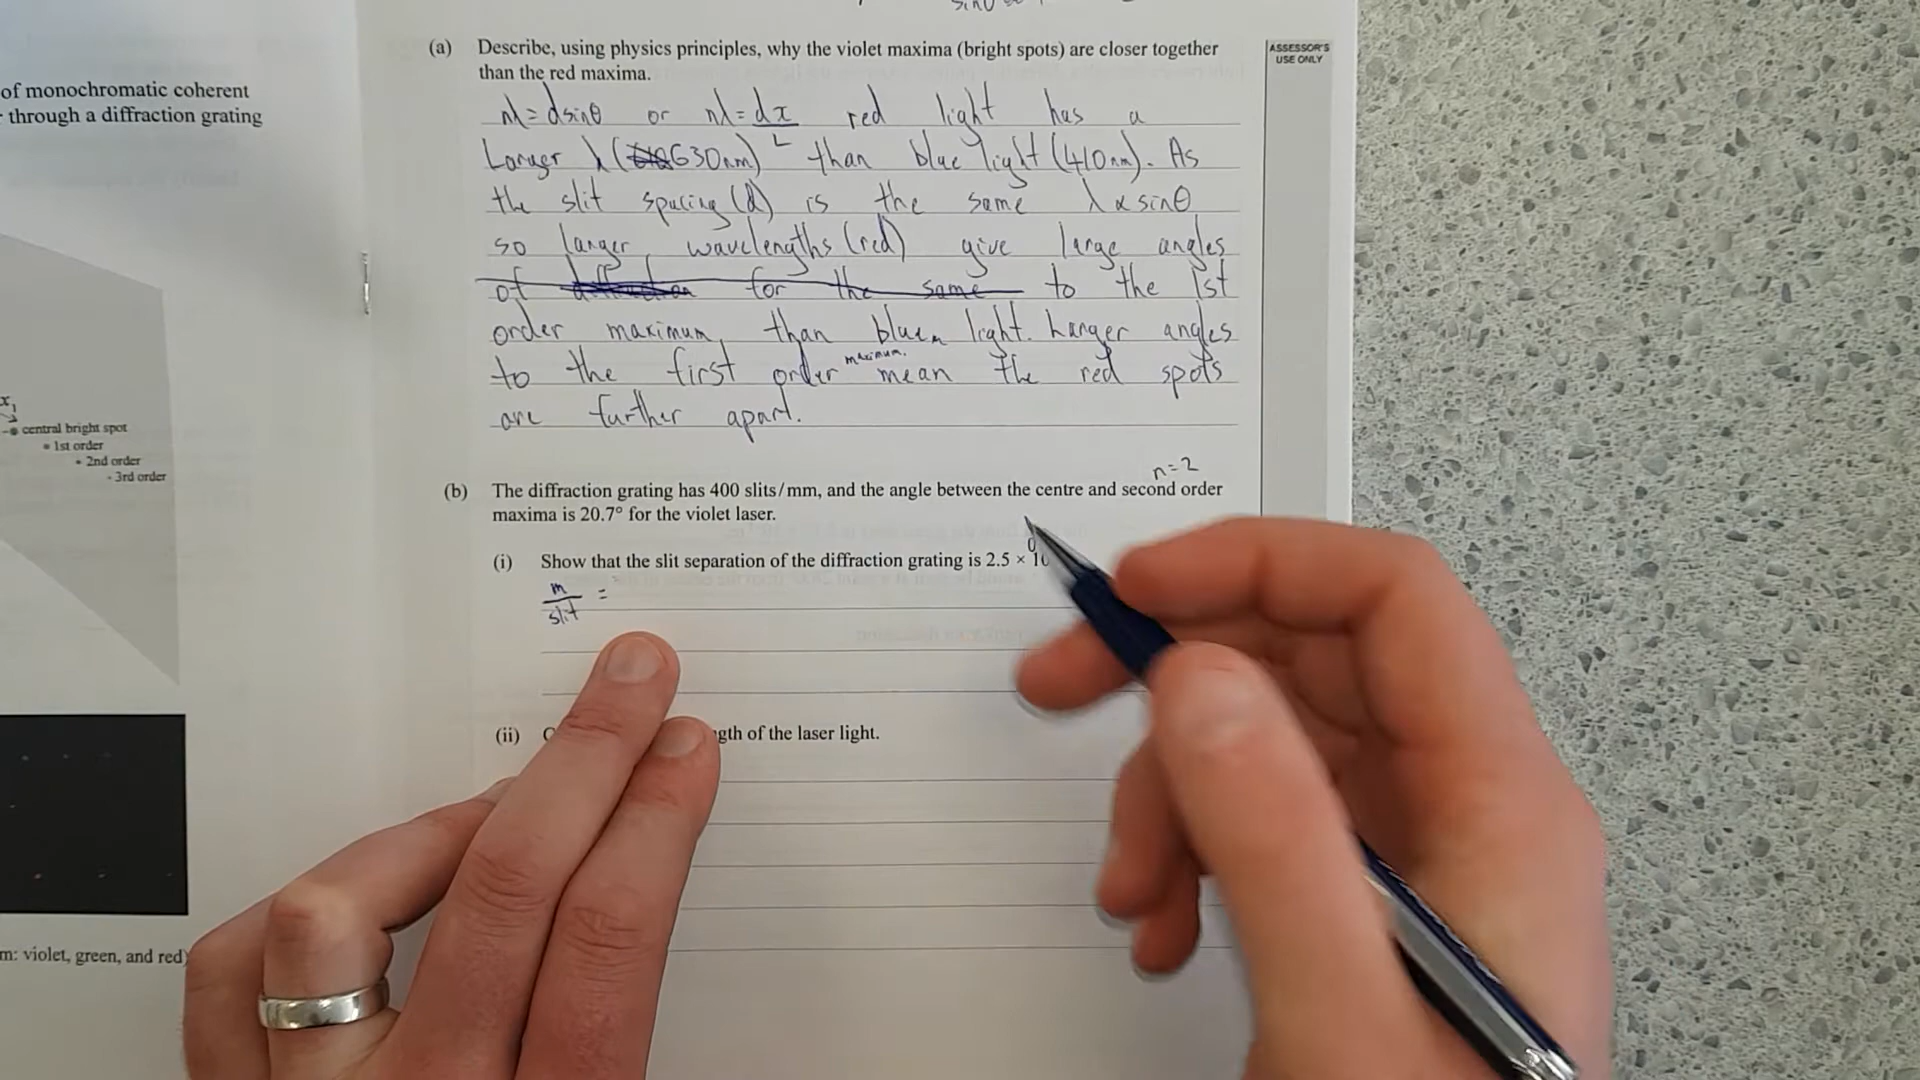 sinθ
of monochromatic coherent
through a diffraction grating
x₁
central bright spot
1st order
2nd order
3rd order
m: violet, green, and red)
ASSESSOR'S
USE ONLY
(a) Describe, using physics principles, why the violet maxima (bright spots) are closer together
than the red maxima.
nλ=dsinθ or nλ=dx/L red light has a
Larger λ (630nm) than blue light (410nm). As
the slit spacing (d) is the same λ ∝ sinθ
so larger wavelengths (red) give large angles
of diffraction for the same to the 1st
order maximum than blue light. Larger angles
to the first order maximum. mean the red spots
are further apart.
n=2
(b) The diffraction grating has 400 slits/mm, and the angle between the centre and second order
maxima is 20.7° for the violet laser.
(i) Show that the slit separation of the diffraction grating is 2.5 ×
m/slit =
(ii) gth of the laser light.